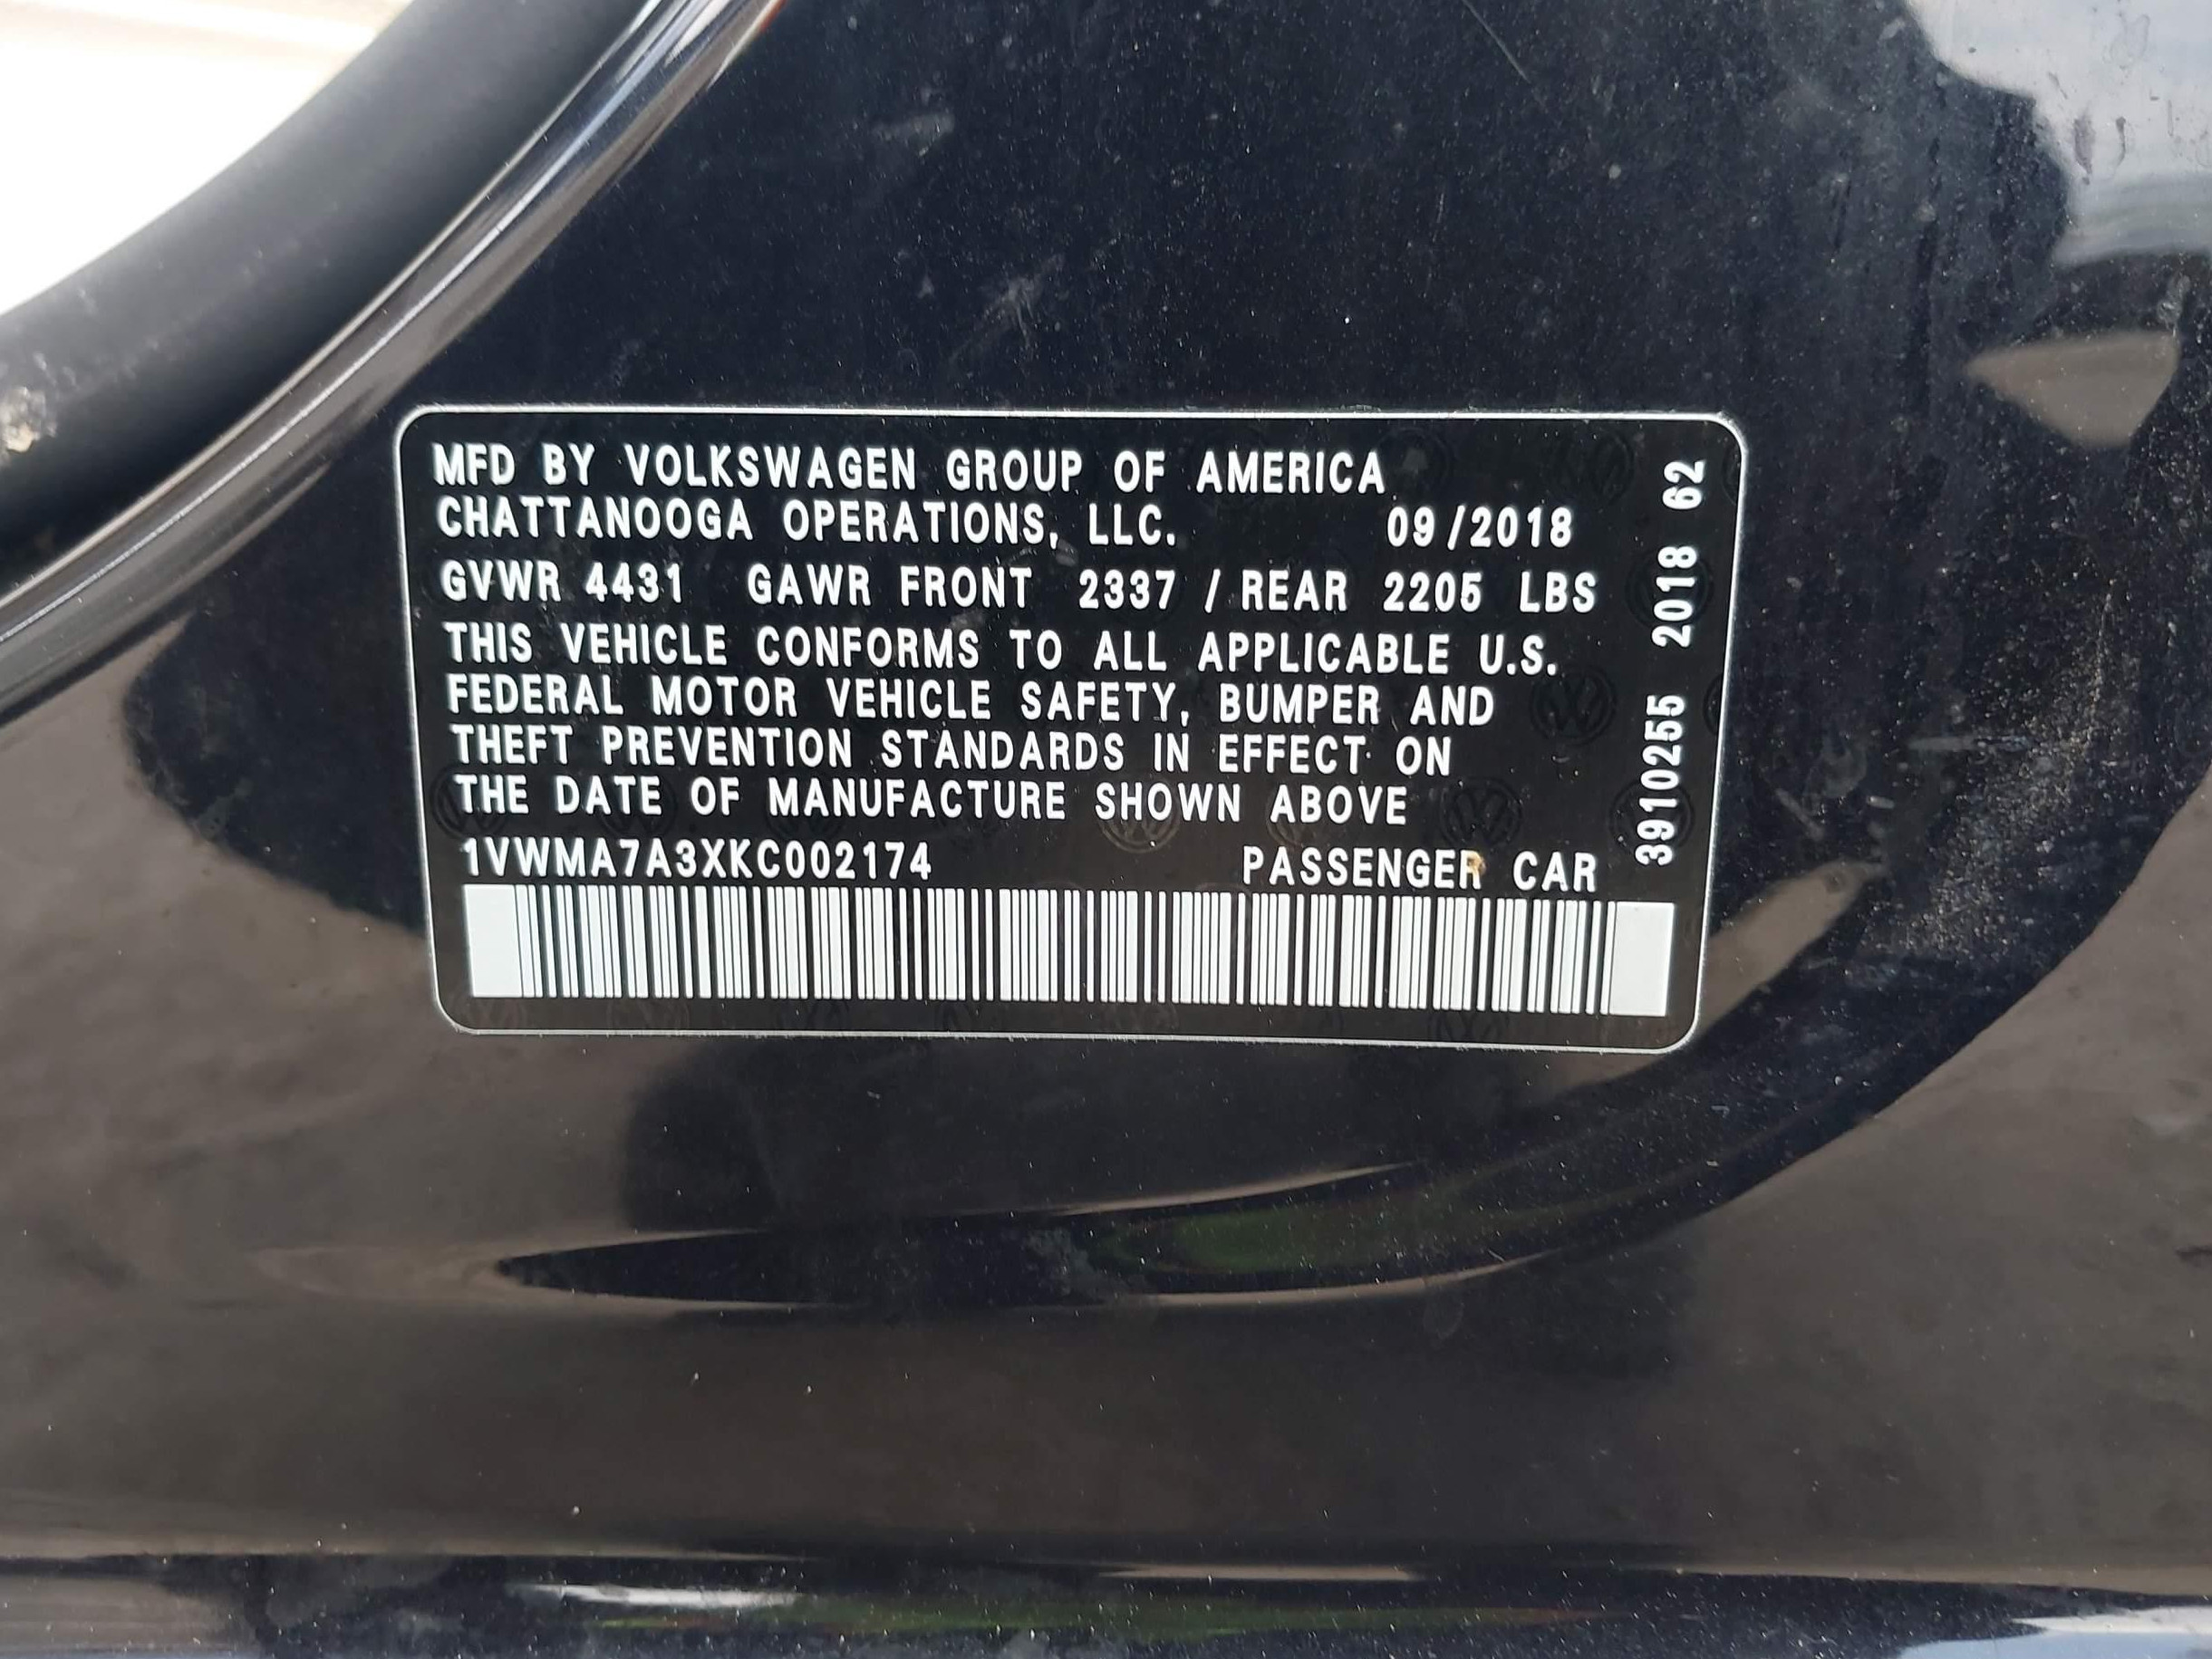 MFD BY VOLKSWAGEN GROUP OF AMERICA
CHATTANOOGA OPERATIONS, LLC. 09/2018
GVWR 4431 GAWR FRONT 2337 / REAR 2205 LBS
THIS VEHICLE CONFORMS TO ALL APPLICABLE U.S.
FEDERAL MOTOR VEHICLE SAFETY, BUMPER AND
THEFT PREVENTION STANDARDS IN EFFECT ON
THE DATE OF MANUFACTURE SHOWN ABOVE
1VWMA7A3XKC002174 PASSENGER CAR
3910255 2018 62